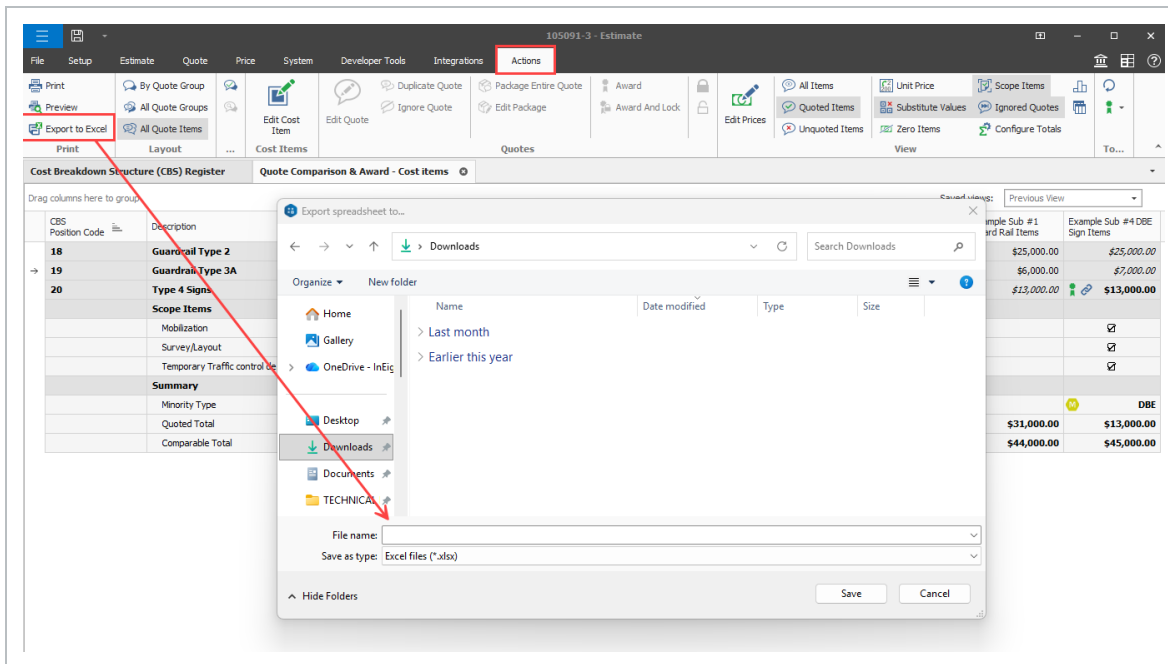 105091-3 - Estimate
File Setup Estimate Quote Price System Developer Tools Integrations Actions
Print By Quote Group Duplicate Quote Package Entire Quote Award All Items Unit Price Scope Items
Preview All Quote Groups Edit Cost Item Edit Quote Ignore Quote Edit Package Award And Lock Edit Prices Quoted Items Substitute Values Ignored Quotes
Export to Excel All Quote Items Unquoted Items Zero Items Configure Totals
Print Layout ... Cost Items Quotes View To...
Cost Breakdown Structure (CBS) Register Quote Comparison & Award - Cost items
Drag columns here to group Saved views: Previous View
CBS Position Code Description
Sub #1 Example Sub #4 DBE
Rail Items Sign Items
18 Guardrail Type 2 $25,000.00 $25,000.00
19 Guardrail Type 3A $6,000.00 $7,000.00
20 Type 4 Signs $13,000.00 $13,000.00
Scope Items
Mobilization
Survey/Layout
Temporary Traffic control de
Summary
Minority Type M DBE
Quoted Total $31,000.00 $13,000.00
Comparable Total $44,000.00 $45,000.00
Export spreadsheet to...
Downloads Search Downloads
Organize New folder
Name Date modified Type Size
Home
Gallery
OneDrive - InEig
Desktop
Downloads
Documents
TECHNICAL
Last month
Earlier this year
File name:
Save as type: Excel files (*.xlsx)
Hide Folders Save Cancel